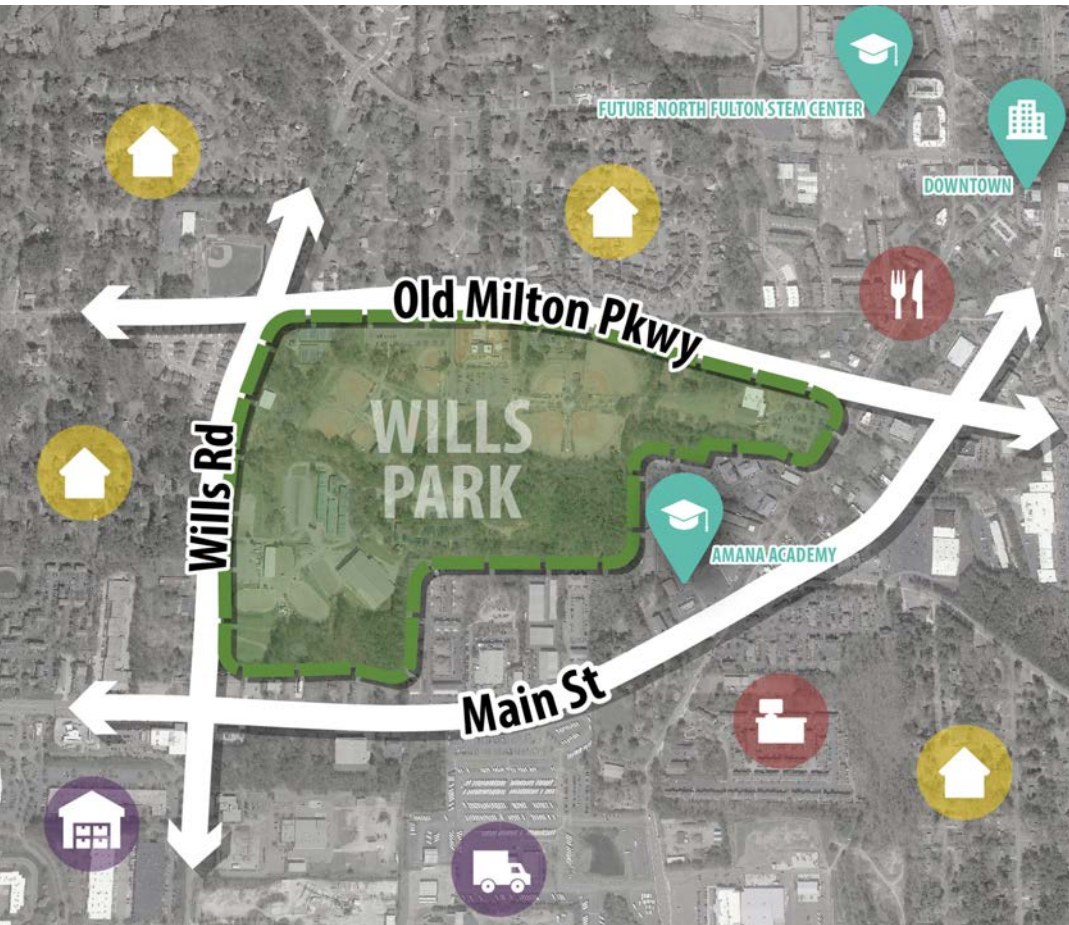 FUTURE NORTH FULTON STEM CENTER
DOWNTOWN
Old Milton Pkwy
WILLS
PARK
Wills Rd
AMANA ACADEMY
Main St